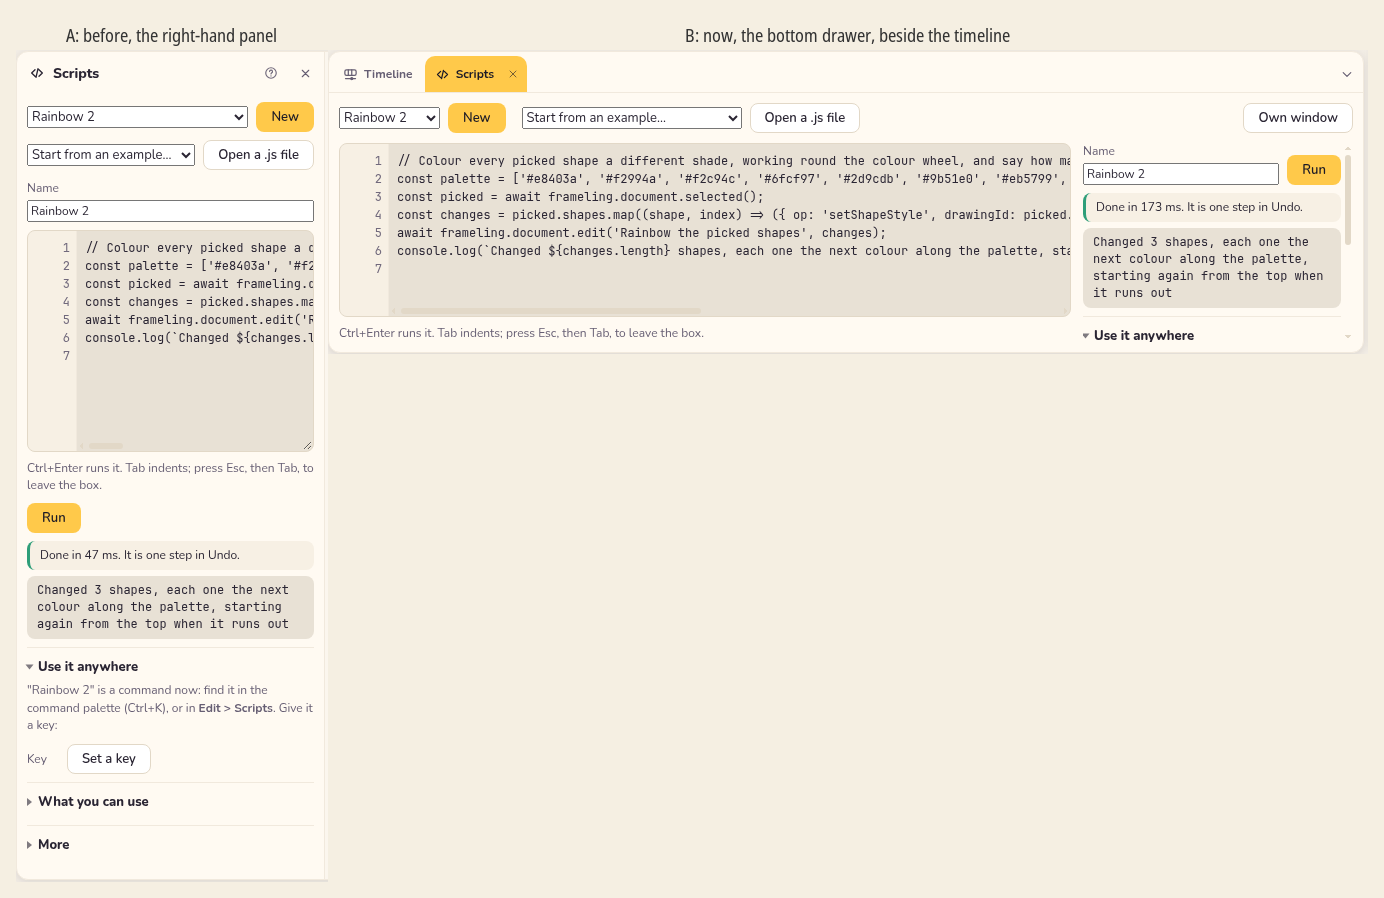 A: before, the right-hand panel
Scripts
Rainbow 2
New
Start from an example...
Open a .js file
Name
Rainbow 2
1 // Colour every picked shape a d
2 const palette = ['#e8403a', '#f2
3 const picked = await frameling.d
4 const changes = picked.shapes.ma
5 await frameling.document.edit('R
6 console.log(`Changed ${changes.l
7
Ctrl+Enter runs it. Tab indents; press Esc, then Tab, to
leave the box.
Run
Done in 47 ms. It is one step in Undo.
Changed 3 shapes, each one the next
colour along the palette, starting
again from the top when it runs out
Use it anywhere
"Rainbow 2" is a command now: find it in the
command palette (Ctrl+K), or in Edit > Scripts. Give it
a key:
Key Set a key
What you can use
More
B: now, the bottom drawer, beside the timeline
Timeline
Scripts
Rainbow 2
New
Start from an example...
Open a .js file
Own window
1 // Colour every picked shape a different shade, working round the colour wheel, and say how ma
2 const palette = ['#e8403a', '#f2994a', '#f2c94c', '#6fcf97', '#2d9cdb', '#9b51e0', '#eb5799',
3 const picked = await frameling.document.selected();
4 const changes = picked.shapes.map((shape, index) => ({ op: 'setShapeStyle', drawingId: picked.
5 await frameling.document.edit('Rainbow the picked shapes', changes);
6 console.log(`Changed ${changes.length} shapes, each one the next colour along the palette, sta
7
Ctrl+Enter runs it. Tab indents; press Esc, then Tab, to leave the box.
Name
Rainbow 2
Run
Done in 173 ms. It is one step in Undo.
Changed 3 shapes, each one the
next colour along the palette,
starting again from the top when
it runs out
Use it anywhere